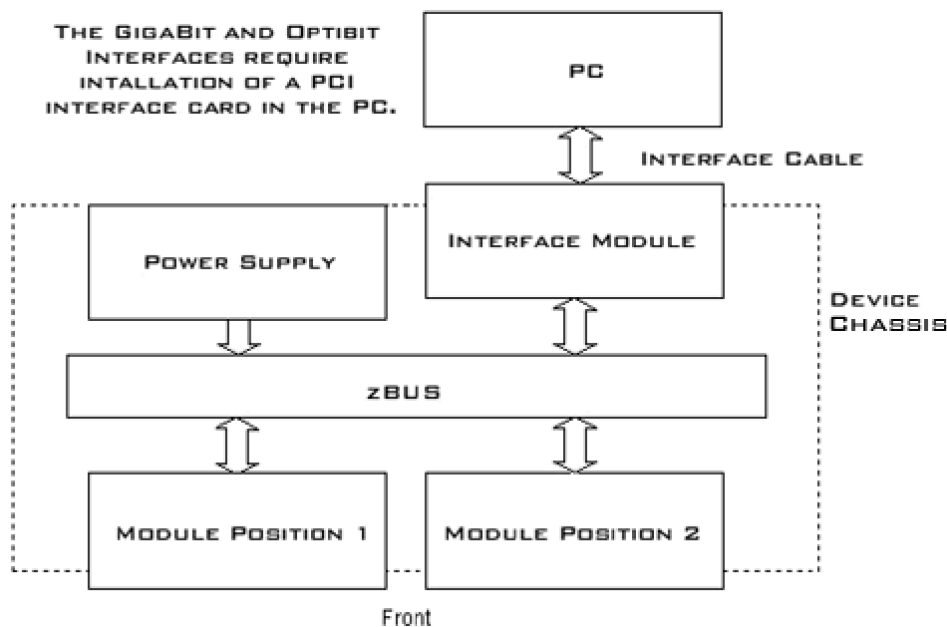 THE GIGABIT AND OPTIBIT
INTERFACES REQUIRE
INTALLATION OF A PCI
INTERFACE CARD IN THE PC.
PC
INTERFACE CABLE
INTERFACE MODULE
POWER SUPPLY
DEVICE
CHASSIS
zBUS
MODULE POSITION 1
MODULE POSITION 2
Front